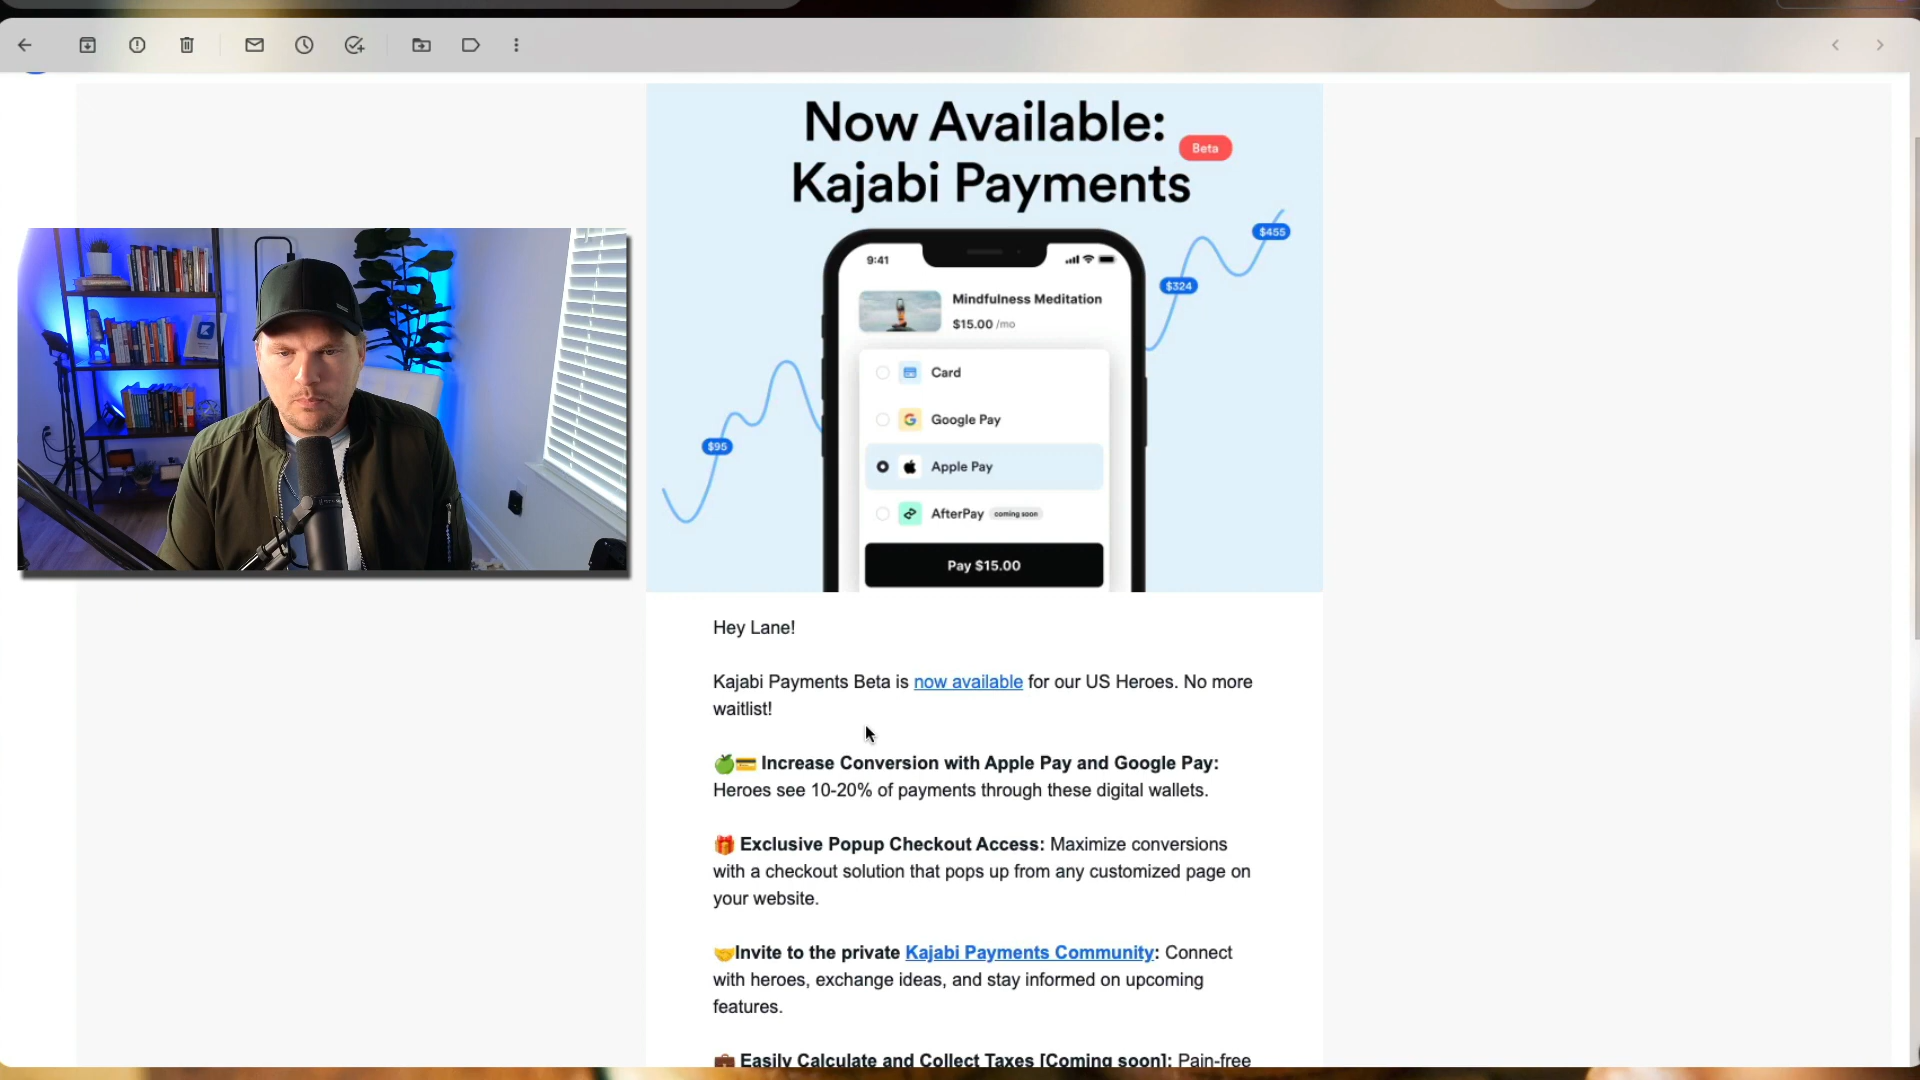 Now Available:
Beta
Kajabi Payments
$455
$324
$95
9:41
Mindfulness Meditation
$15.00 /mo
Card
Google Pay
Apple Pay
AfterPay coming soon
Pay $15.00
Hey Lane!
Kajabi Payments Beta is now available for our US Heroes. No more
waitlist!
🍏💳 Increase Conversion with Apple Pay and Google Pay:
Heroes see 10-20% of payments through these digital wallets.
🎁 Exclusive Popup Checkout Access: Maximize conversions
with a checkout solution that pops up from any customized page on
your website.
🤝Invite to the private Kajabi Payments Community: Connect
with heroes, exchange ideas, and stay informed on upcoming
features.
💼 Easily Calculate and Collect Taxes [Coming soon]: Pain-free